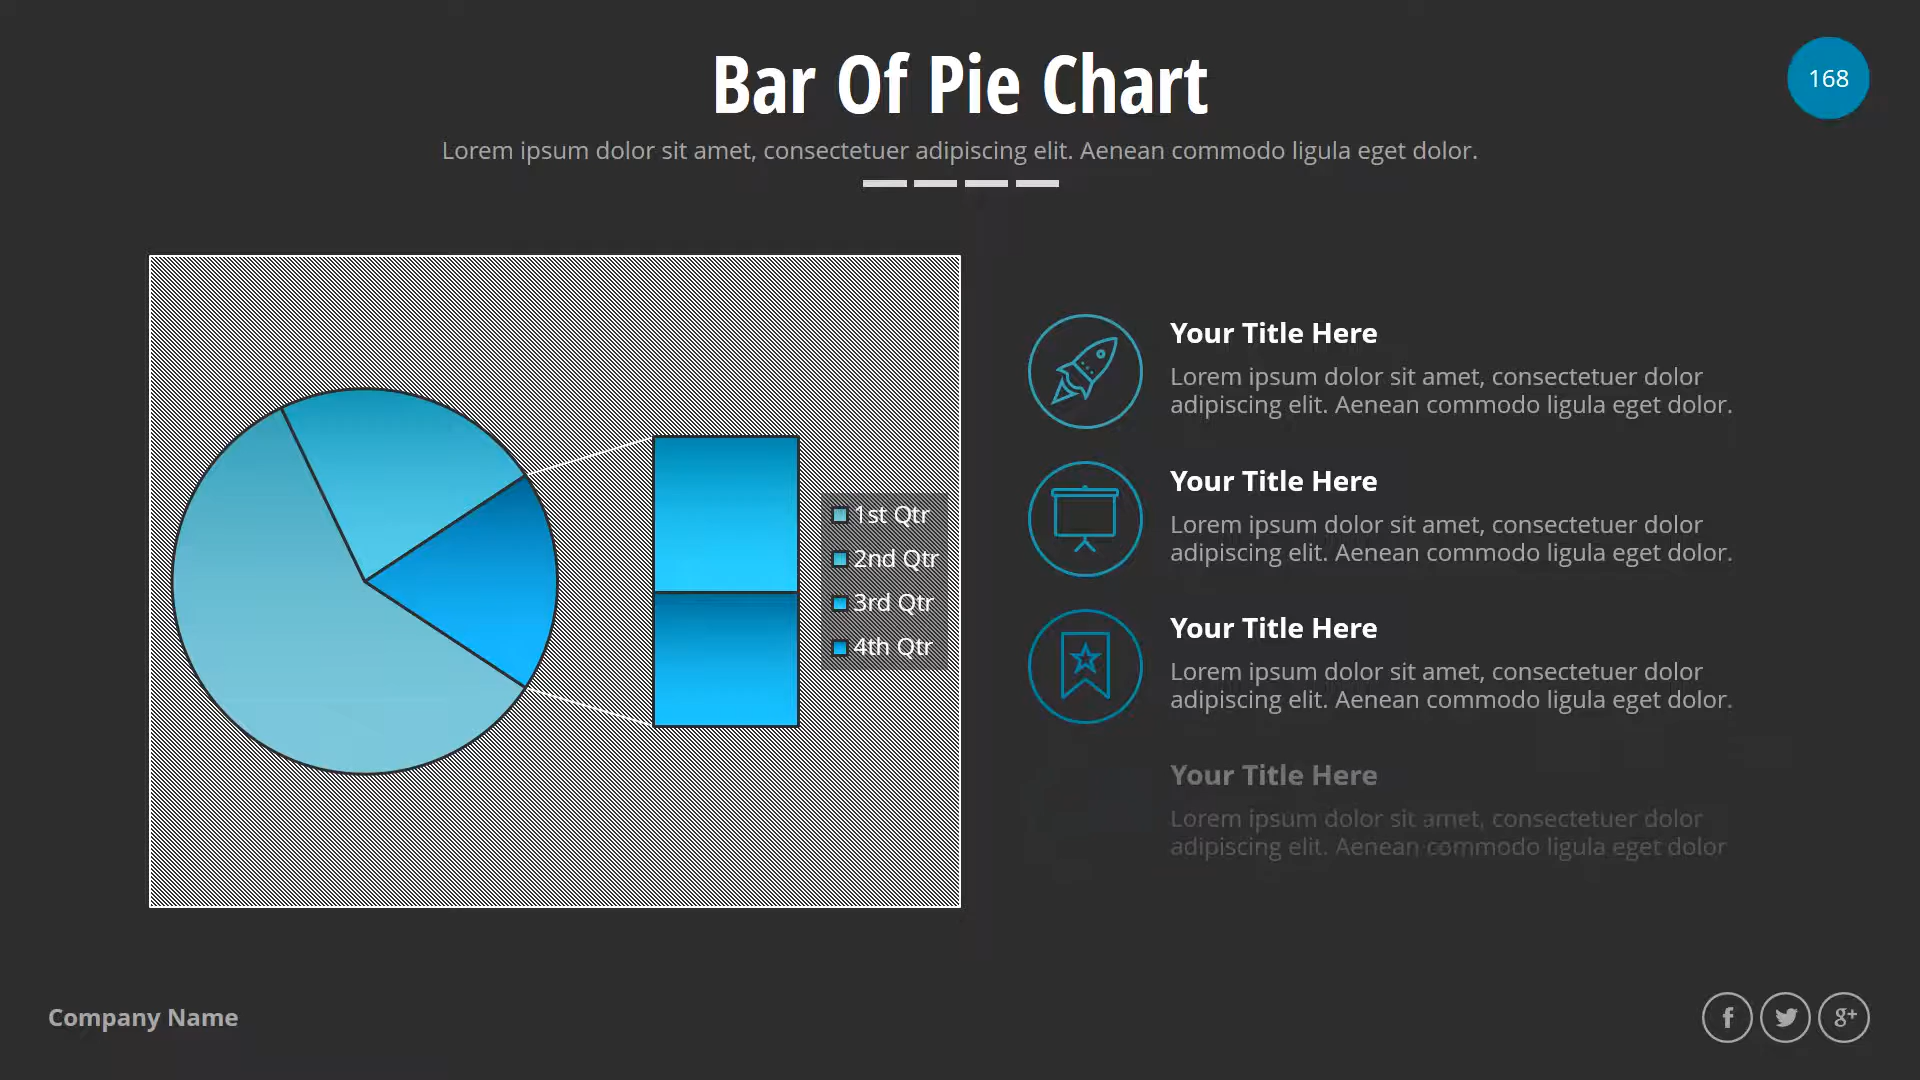 Bar Of Pie Chart
168
Lorem ipsum dolor sit amet, consectetuer adipiscing elit. Aenean commodo ligula eget dolor.
1st Qtr
2nd Qtr
3rd Qtr
4th Qtr
Your Title Here
Lorem ipsum dolor sit amet, consectetuer dolor
adipiscing elit. Aenean commodo ligula eget dolor.
Your Title Here
Lorem ipsum dolor sit amet, consectetuer dolor
adipiscing elit. Aenean commodo ligula eget dolor.
Your Title Here
Lorem ipsum dolor sit amet, consectetuer dolor
adipiscing elit. Aenean commodo ligula eget dolor.
Your Title Here
Lorem ipsum dolor sit amet, consectetuer dolor
adipiscing elit. Aenean commodo ligula eget dolor
Company Name
f
g+